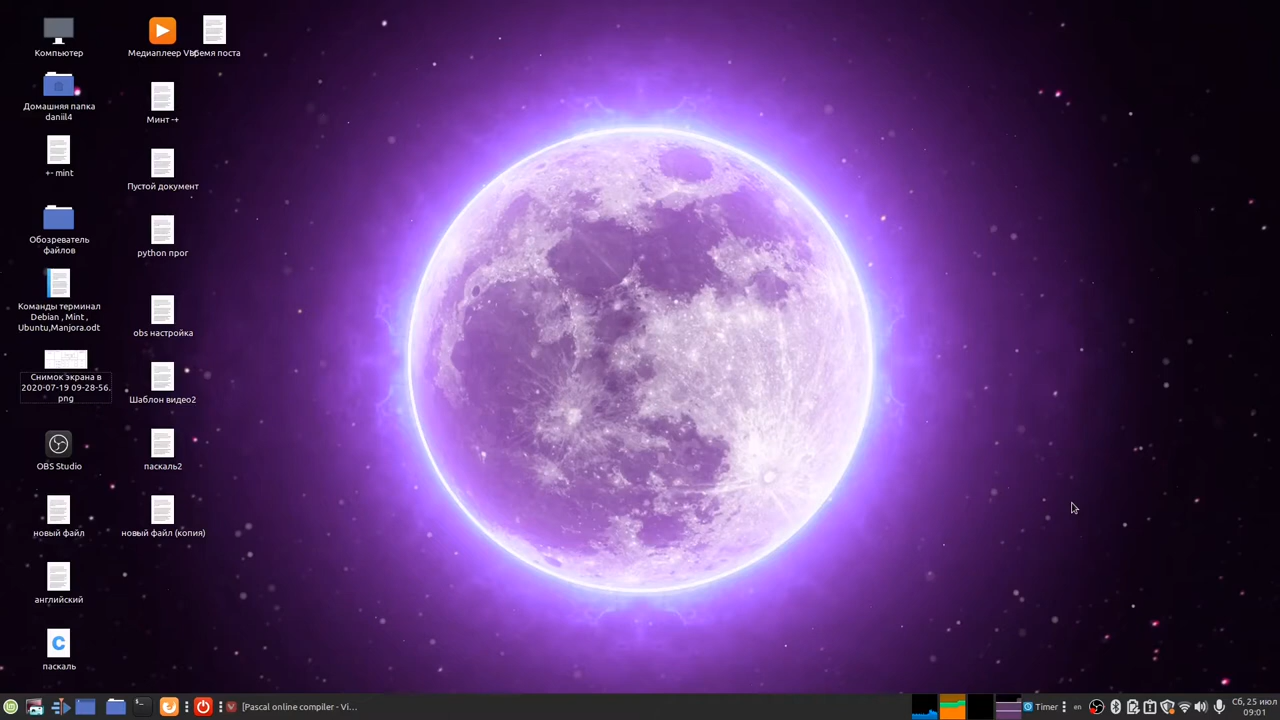 Компьютер
Домашняя папка
daniil4
+- mint
Обозреватель
файлов
Команды терминал
Debian , Mint ,
Ubuntu,Manjora.odt
Снимок экрана в
2020-07-19 09-28-56.
png
OBS Studio
новый файл
английский
паскаль
Медиаплеер VLC
Минт -+
Пустой документ
python прог
obs настройка
Шаблон видео2
паскаль2
новый файл (копия)
время поста
[Pascal online compiler - Vi...
Timer
en
Сб, 25 июл
09:01